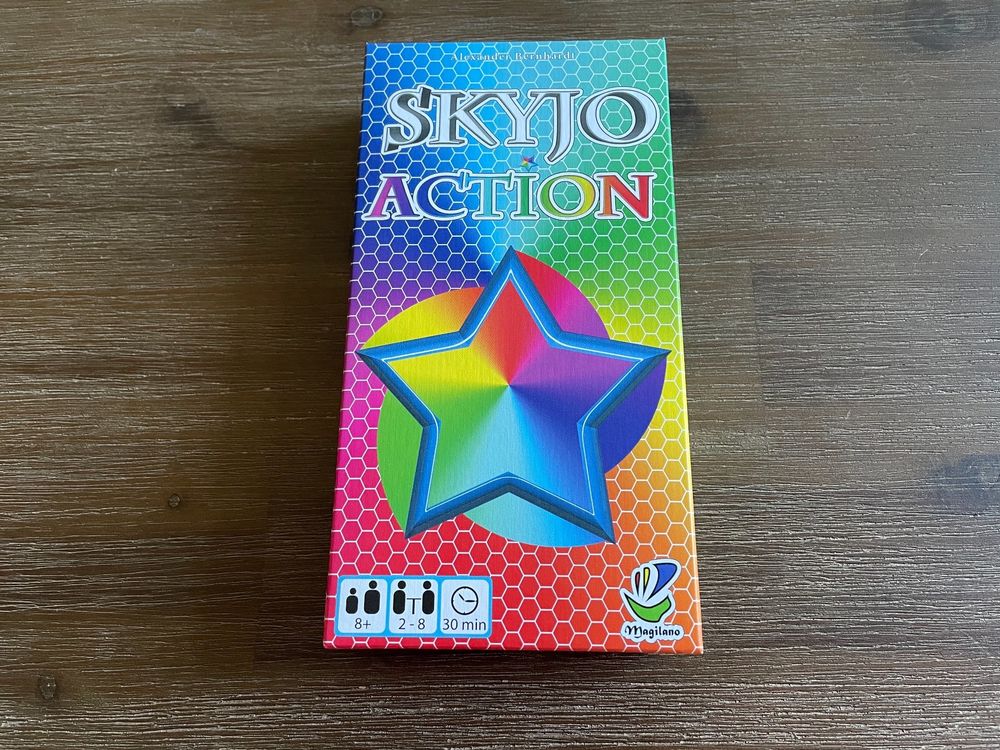 Alexander Bernhardt
SKYJO
ACTION
8+
2 - 8
30 min
Magilano